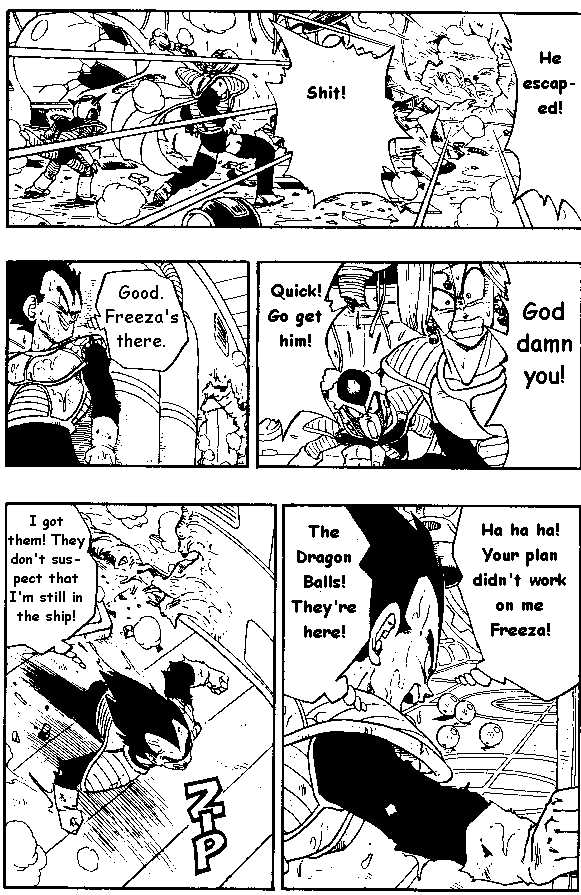 He
escap-
ed!
Shit!
God
damn
you!
Quick!
Go get
him!
Good.
Freeza's
there.
Ha ha ha!
Your plan
didn't work
on me
Freeza!
The
Dragon
Balls!
They're
here!
I got
them! They
don't sus-
pect that
I'm still in
the ship!
ZIP